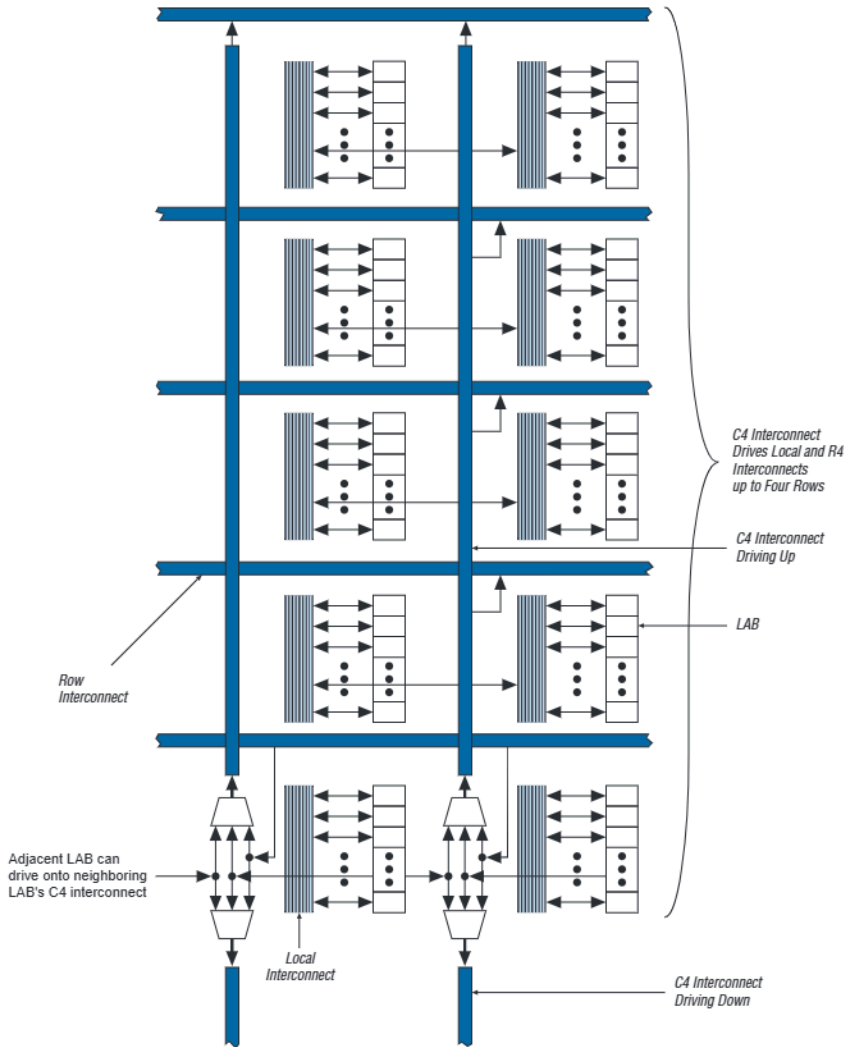 C4 Interconnect
Drives Local and R4
Interconnects
up to Four Rows
C4 Interconnect
Driving Up
LAB
Row
Interconnect
Adjacent LAB can
drive onto neighboring
LAB's C4 interconnect
Local
Interconnect
C4 Interconnect
Driving Down